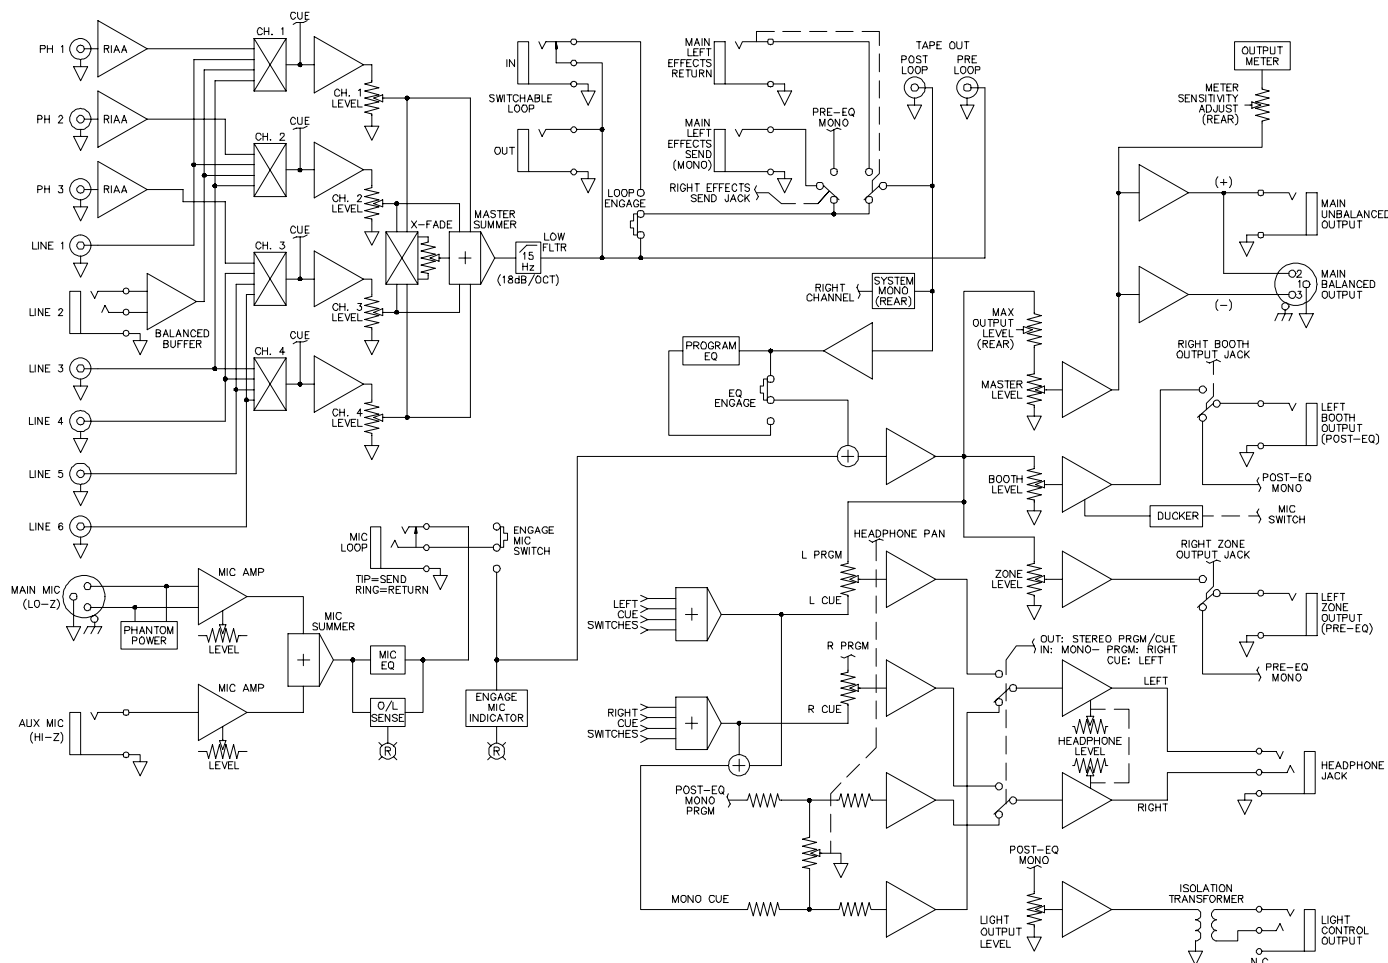 PH 1
RIAA
PH 2
RIAA
PH 3
RIAA
LINE 1
LINE 2
BALANCED
BUFFER
LINE 3
LINE 4
LINE 5
LINE 6
CUE
CH. 1
CH. 1
LEVEL
CUE
CH. 2
CH. 2
LEVEL
CUE
CH. 3
CH. 3
LEVEL
CUE
CH. 4
CH. 4
LEVEL
X-FADE
MASTER
SUMMER
+
LOW
FLTR
15
Hz
(18dB/OCT)
IN
SWITCHABLE
LOOP
OUT
LOOP
ENGAGE
MAIN
LEFT
EFFECTS
RETURN
MAIN
LEFT
EFFECTS
SEND
(MONO)
PRE-EQ
MONO
RIGHT EFFECTS
SEND JACK
TAPE OUT
POST
LOOP
PRE
LOOP
RIGHT
CHANNEL
SYSTEM
MONO
(REAR)
PROGRAM
EQ
EQ
ENGAGE
+
OUTPUT
METER
METER
SENSITIVITY
ADJUST
(REAR)
MAX
OUTPUT
LEVEL
(REAR)
MASTER
LEVEL
(+)
(-)
MAIN
UNBALANCED
OUTPUT
2
1
3
MAIN
BALANCED
OUTPUT
RIGHT BOOTH
OUTPUT JACK
LEFT
BOOTH
OUTPUT
(POST-EQ)
BOOTH
LEVEL
POST-EQ
MONO
DUCKER
MIC
SWITCH
RIGHT ZONE
OUTPUT JACK
ZONE
LEVEL
LEFT
ZONE
OUTPUT
(PRE-EQ)
PRE-EQ
MONO
MAIN MIC
(LO-Z)
PHANTOM
POWER
MIC AMP
LEVEL
AUX MIC
(HI-Z)
MIC AMP
LEVEL
MIC
SUMMER
+
MIC
EQ
O/L
SENSE
R
MIC
LOOP
TIP=SEND
RING=RETURN
ENGAGE
MIC
SWITCH
ENGAGE
MIC
INDICATOR
R
LEFT
CUE
SWITCHES
+
RIGHT
CUE
SWITCHES
+
+
HEADPHONE PAN
L PRGM
L CUE
R PRGM
R CUE
POST-EQ
MONO
PRGM
MONO CUE
OUT: STEREO PRGM/CUE
IN: MONO- PRGM: RIGHT
CUE: LEFT
LEFT
HEADPHONE
LEVEL
RIGHT
HEADPHONE
JACK
POST-EQ
MONO
LIGHT
OUTPUT
LEVEL
ISOLATION
TRANSFORMER
N.C.
LIGHT
CONTROL
OUTPUT